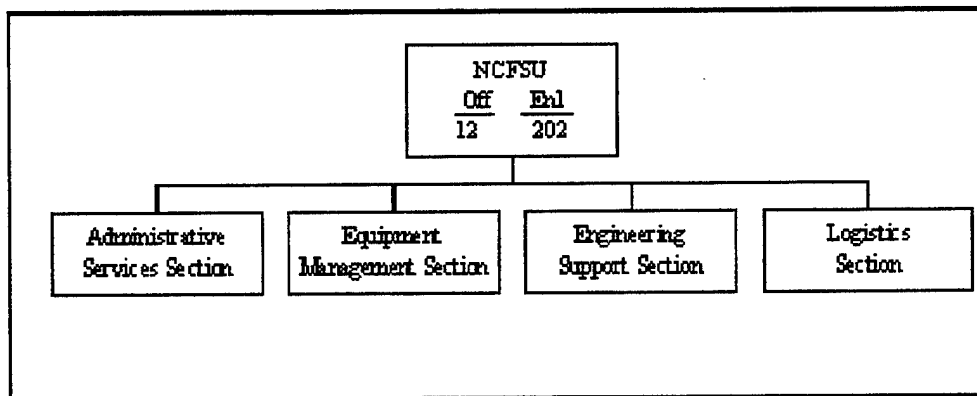 NCFSU
Off Enl
12 202
Administrative
Services Section
Equipment
Management Section
Engineering
Support Section
Logistics
Section